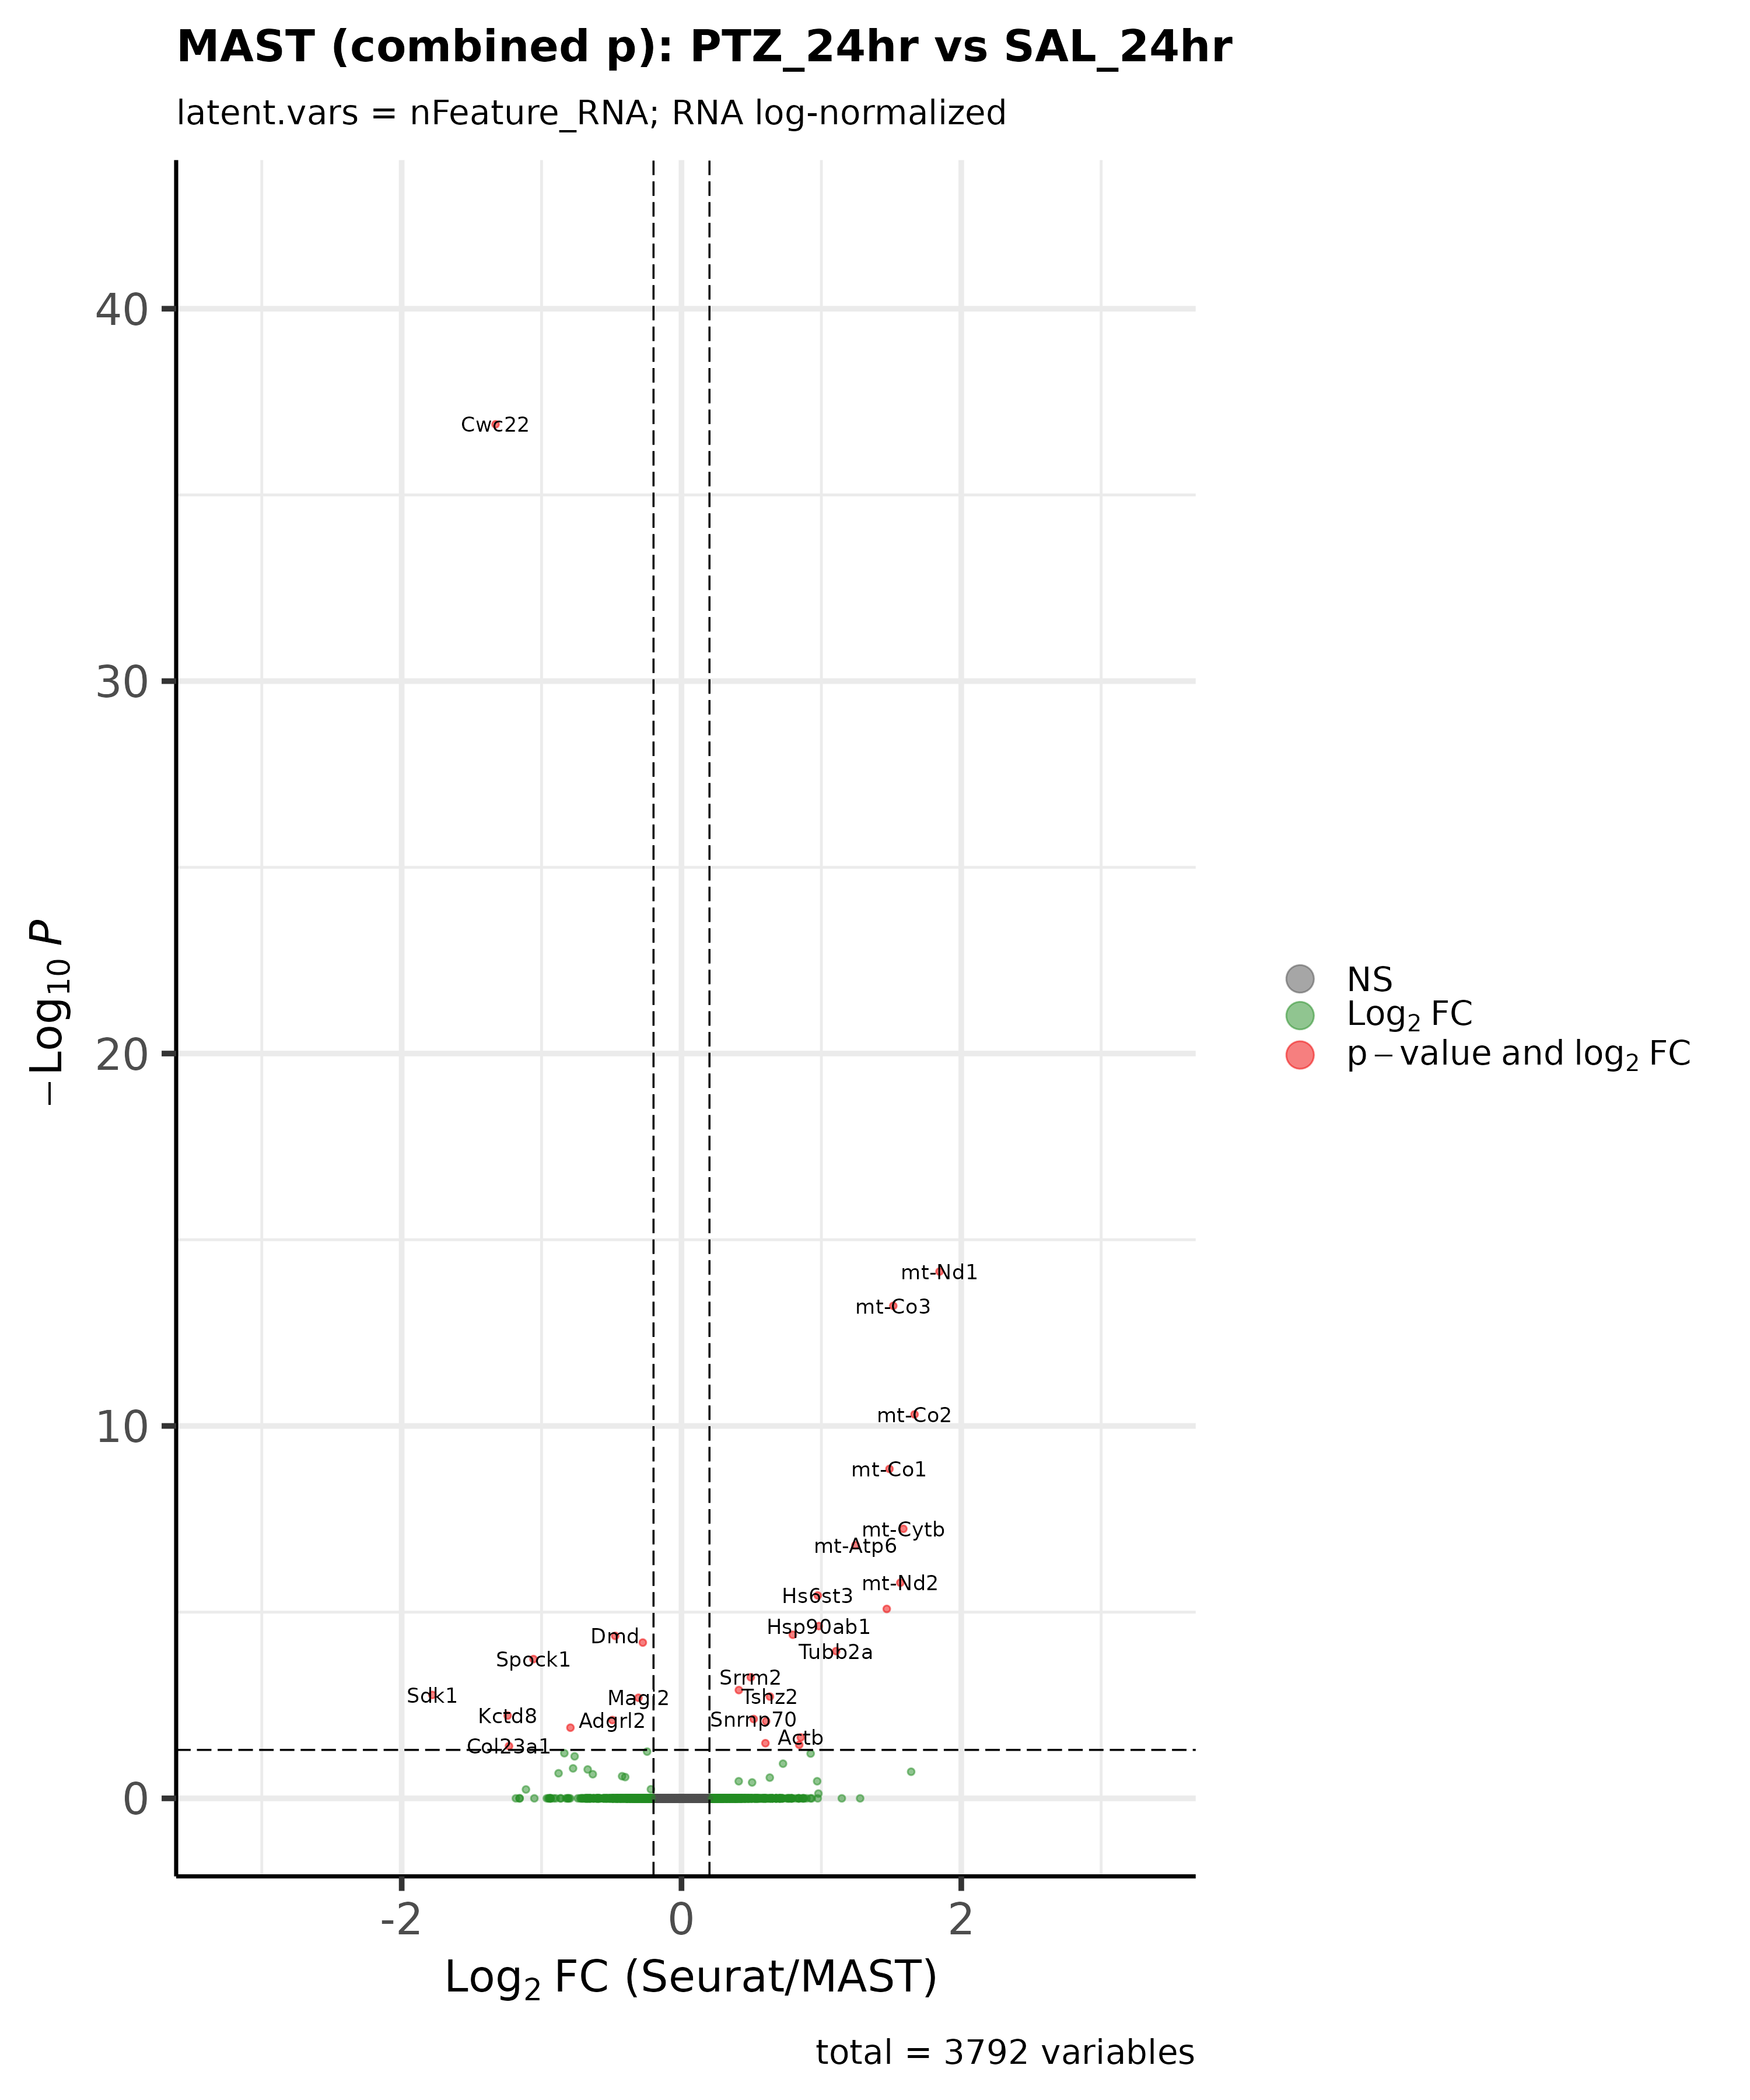 MAST (combined p): PTZ_24hr vs SAL_24hr
latent.vars = nFeature_RNA; RNA log-normalized
40
Cwc22
30
−Log₁₀ P
NS
Log₂ FC
p−value and log₂ FC
20
mt-Nd1
mt-Co3
10
mt-Co2
mt-Co1
mt-Cytb
mt-Atp6
mt-Nd2
Hs6st3
Hsp90ab1
Dmd
Tubb2a
Spock1
Srrm2
Sdk1
Magi2
Tshz2
Kctd8
Adgrl2
Snrnp70
Actb
Col23a1
0
-2 0 2
Log₂ FC (Seurat/MAST)
total = 3792 variables